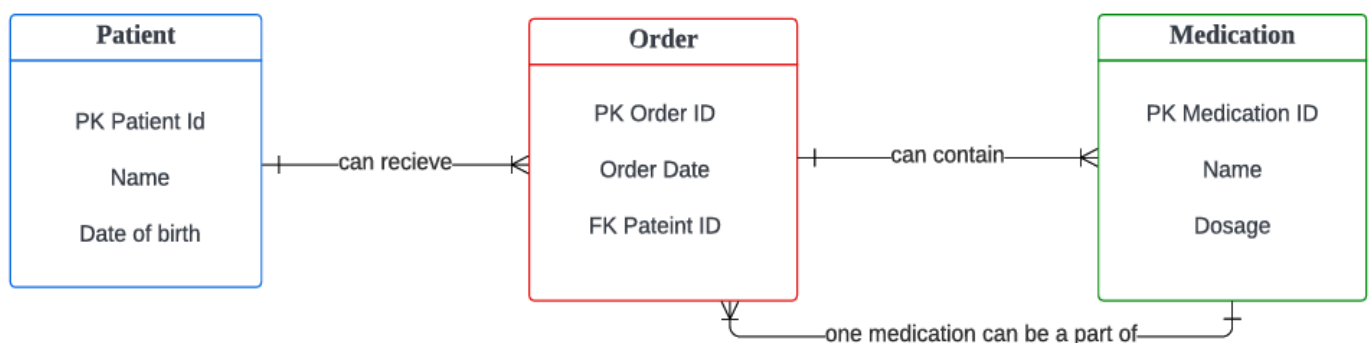 Patient
PK Patient Id
Name
Date of birth
can recieve
Order
PK Order ID
Order Date
FK Pateint ID
can contain
Medication
PK Medication ID
Name
Dosage
one medication can be a part of